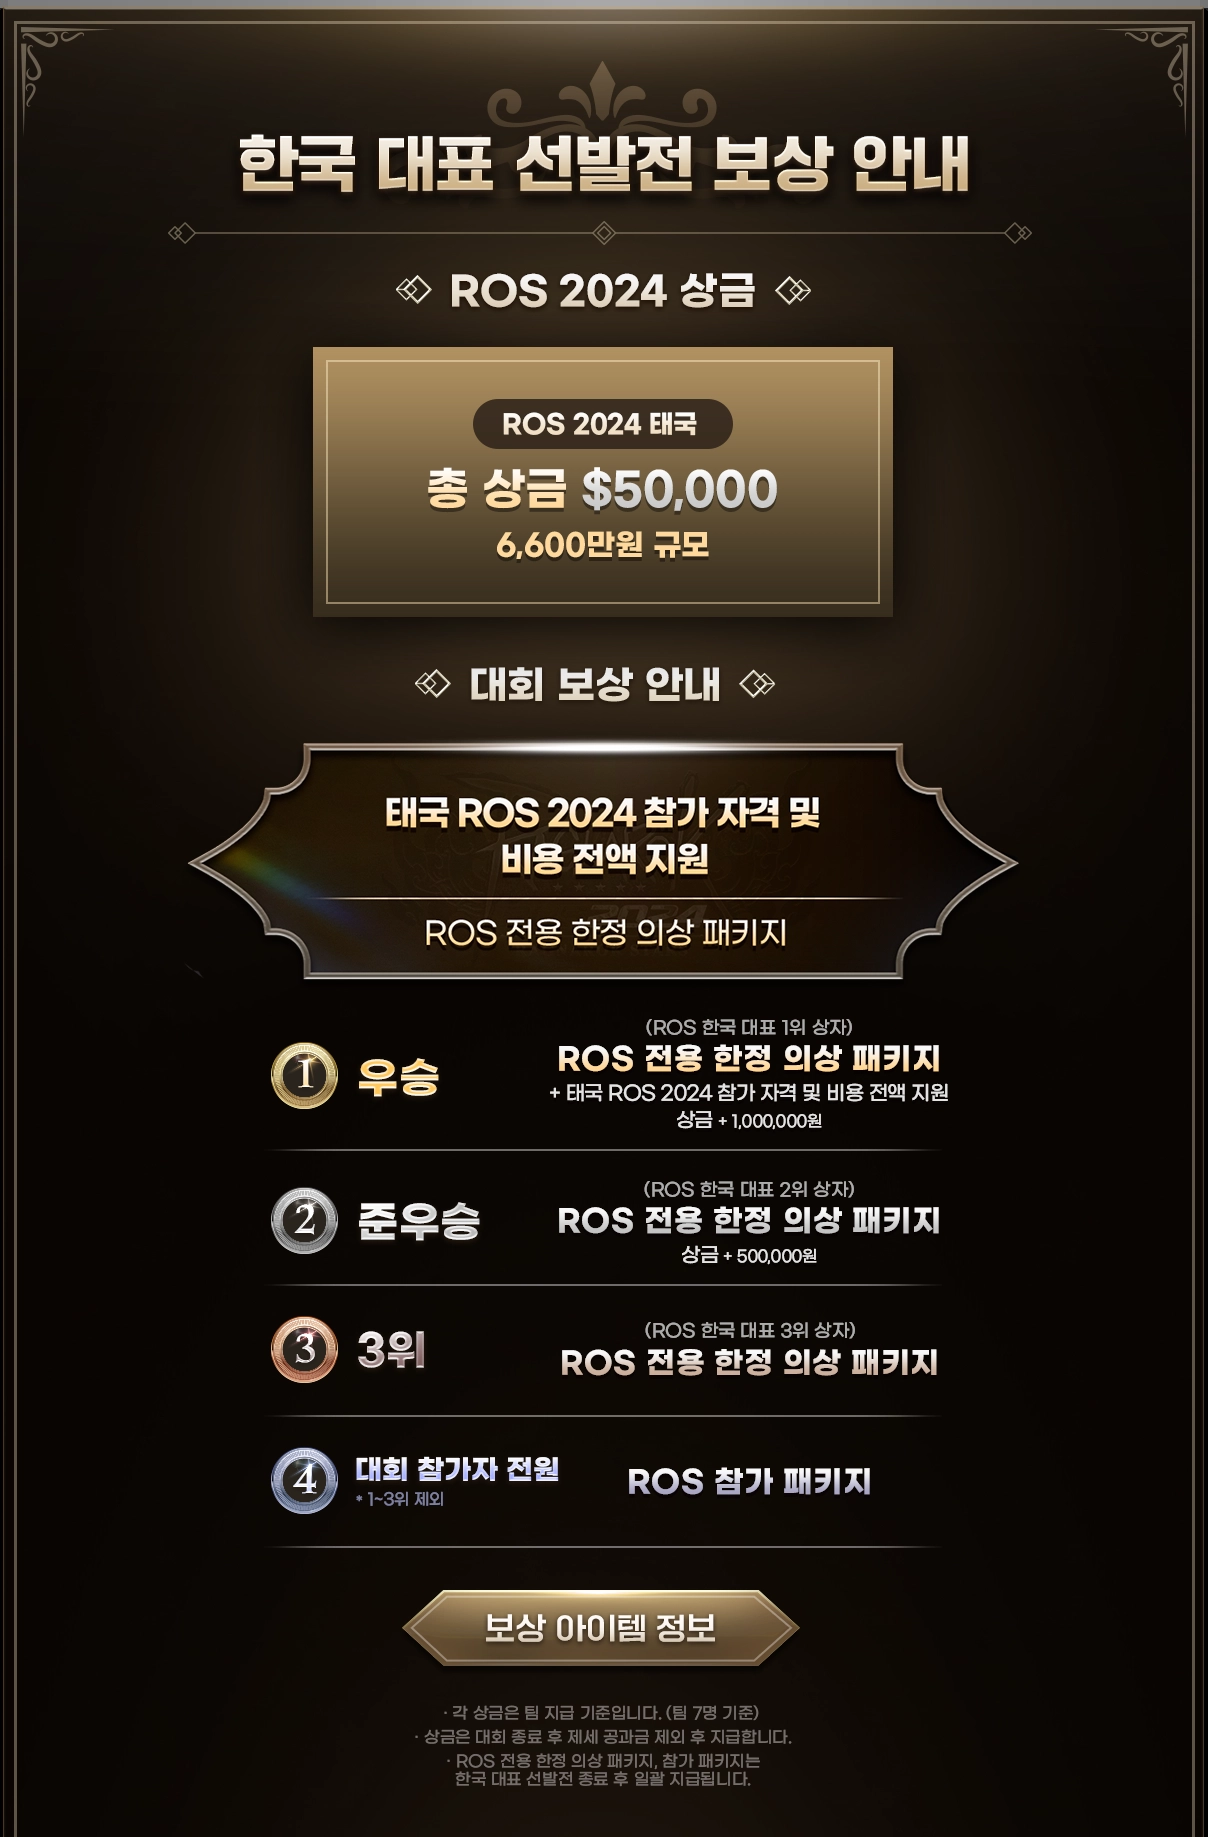 한국 대표 선발전 보상 안내
ROS 2024 상금
ROS 2024 태국
총 상금 $50,000
6,600만원 규모
대회 보상 안내
태국 ROS 2024 참가 자격 및
비용 전액 지원
ROS 전용 한정 의상 패키지
(ROS 한국 대표 1위 상자)
1 우승
ROS 전용 한정 의상 패키지
+ 태국 ROS 2024 참가 자격 및 비용 전액 지원
상금 + 1,000,000원
(ROS 한국 대표 2위 상자)
2 준우승
ROS 전용 한정 의상 패키지
상금 + 500,000원
(ROS 한국 대표 3위 상자)
3 3위
ROS 전용 한정 의상 패키지
4 대회 참가자 전원
* 1~3위 제외
ROS 참가 패키지
보상 아이템 정보
· 각 상금은 팀 지급 기준입니다. (팀 7명 기준)
· 상금은 대회 종료 후 제세 공과금 제외 후 지급합니다.
· ROS 전용 한정 의상 패키지, 참가 패키지는
한국 대표 선발전 종료 후 일괄 지급됩니다.